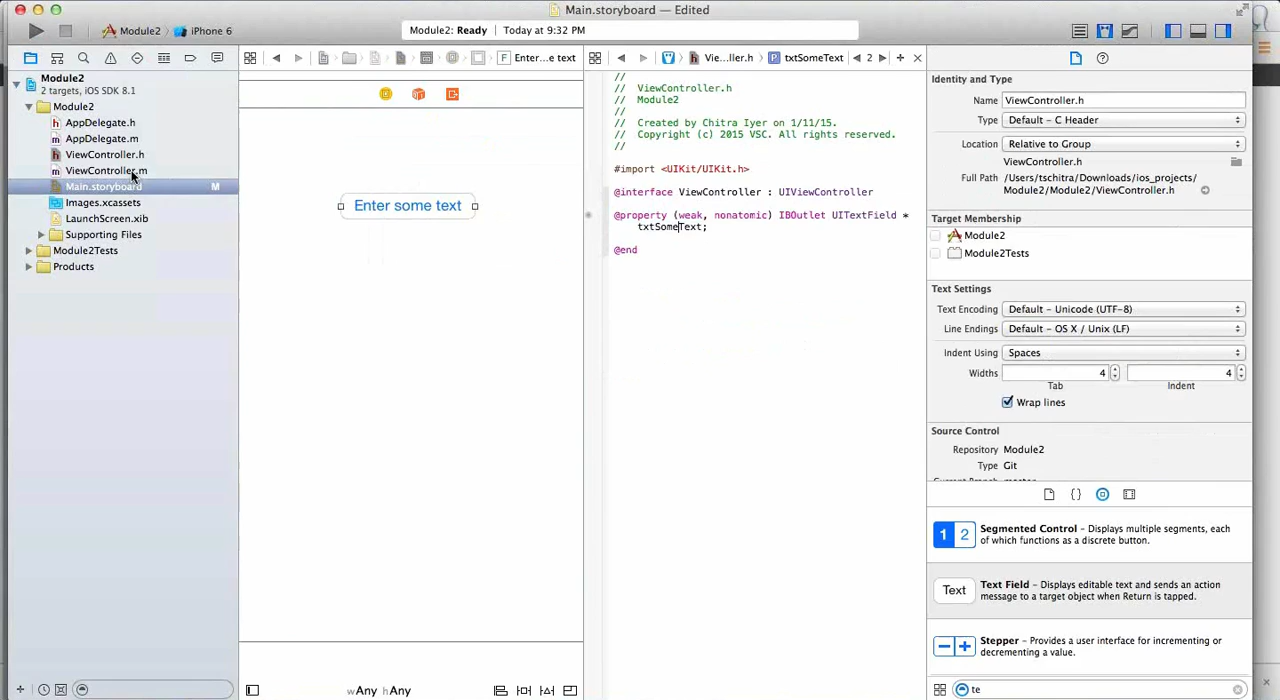 Main.storyboard — Edited
Module2 iPhone 6
Module2: Ready Today at 9:32 PM
Enter...e text
Vie...ler.h txtSomeText 2
Module2
2 targets, iOS SDK 8.1
Module2
AppDelegate.h
AppDelegate.m
ViewController.h
ViewController.m
Main.storyboard M
Images.xcassets
LaunchScreen.xib
Supporting Files
Module2Tests
Products
Enter some text
wAny hAny
//
// ViewController.h
// Module2
//
// Created by Chitra Iyer on 1/11/15.
// Copyright (c) 2015 VSC. All rights reserved.
//
#import <UIKit/UIKit.h>
@interface ViewController : UIViewController
@property (weak, nonatomic) IBOutlet UITextField *
txtSomeText;
@end
Identity and Type
Name ViewController.h
Type Default - C Header
Location Relative to Group
ViewController.h
Full Path /Users/tschitra/Downloads/ios_projects/
Module2/Module2/ViewController.h
Target Membership
Module2
Module2Tests
Text Settings
Text Encoding Default - Unicode (UTF-8)
Line Endings Default - OS X / Unix (LF)
Indent Using Spaces
Widths 4 4
Tab Indent
Wrap lines
Source Control
Repository Module2
Type Git
1 2 Segmented Control - Displays multiple segments, each
of which functions as a discrete button.
Text Text Field - Displays editable text and sends an action
message to a target object when Return is tapped.
Stepper - Provides a user interface for incrementing or
decrementing a value.
te